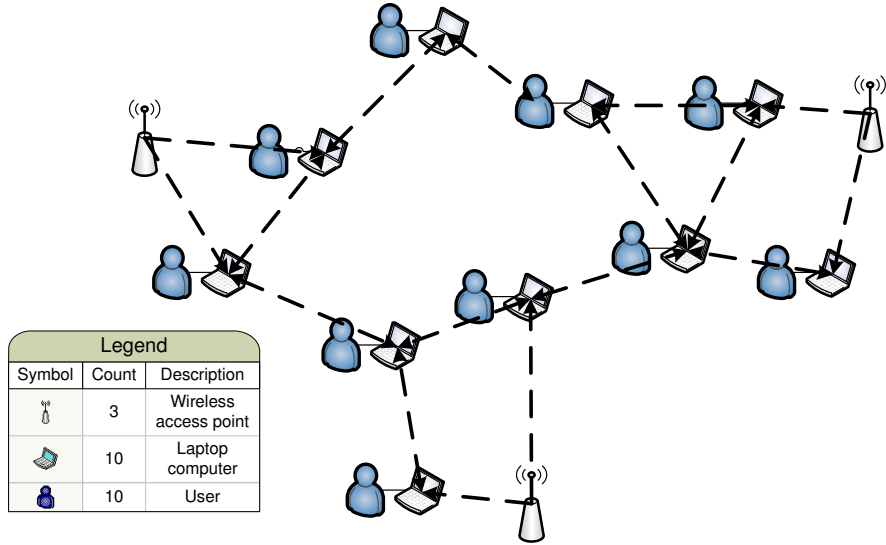 Legend
Symbol Count Description
3 Wireless
access point
10 Laptop
computer
10 User